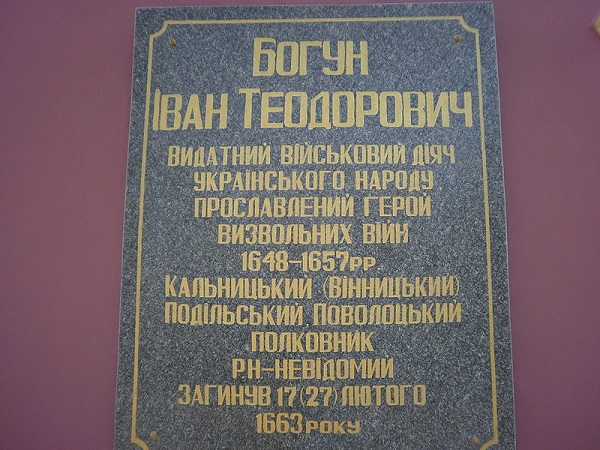 Богун
Іван Теодорович
видатний військовий діяч
українського народу
прославлений герой
визвольних війн
1648-1657рр
Кальницький (Вінницький)
Подільський Поволоцький
полковник
рн-невідомий
загинув 17(27) лютого
1663 року